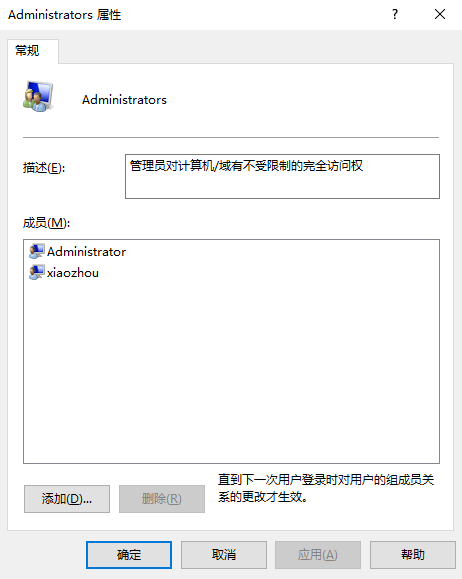 Administrators 属性
常规
Administrators
描述(E):
管理员对计算机/域有不受限制的完全访问权
成员(M):
Administrator
xiaozhou
添加(D)...
删除(R)
直到下一次用户登录时对用户的组成员关
系的更改才生效。
确定
取消
应用(A)
帮助